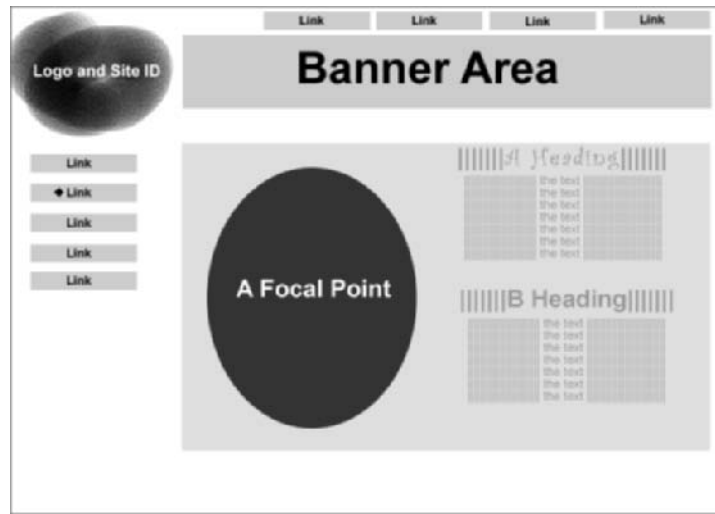 Link Link Link Link
Logo and Site ID
Banner Area
Link
Link
Link
Link
Link
A Focal Point
|||||||A Heading|||||||
the text
the text
the text
the text
the text
the text
the text
|||||||B Heading|||||||
the text
the text
the text
the text
the text
the text
the text